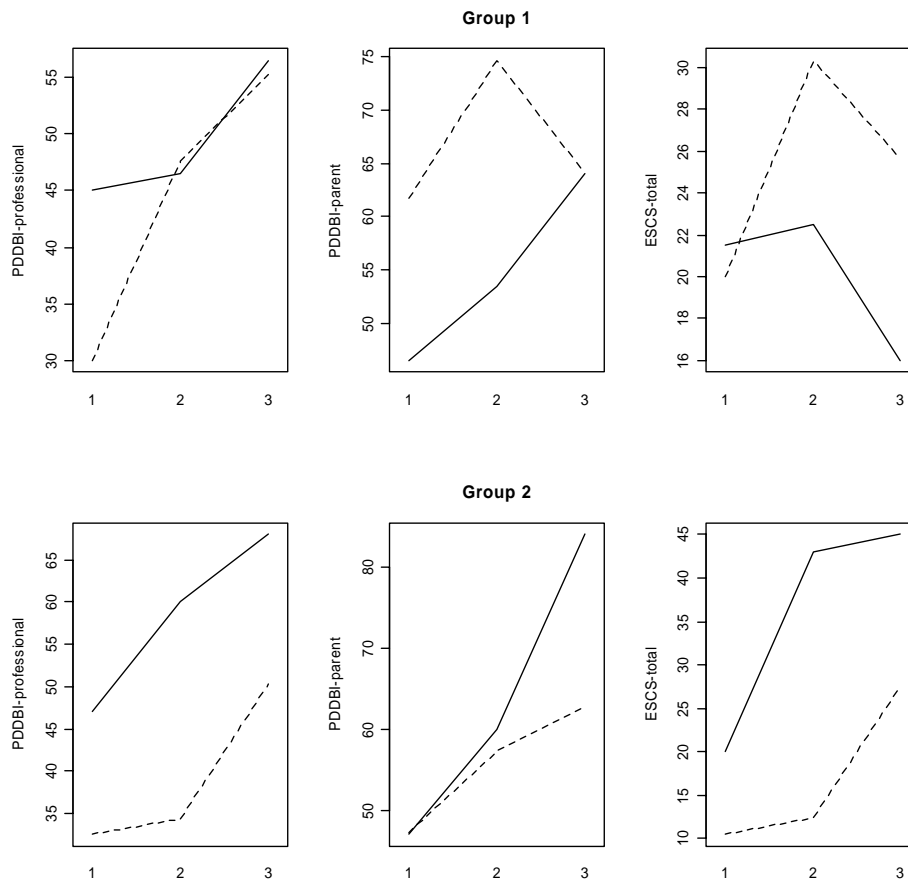 Group 1
PDDBI-professional
30 35 40 45 50 55
1 2 3
PDDBI-parent
50 55 60 65 70 75
1 2 3
ESCS-total
16 18 20 22 24 26 28 30
1 2 3
Group 2
PDDBI-professional
35 40 45 50 55 60 65
1 2 3
PDDBI-parent
50 60 70 80
1 2 3
ESCS-total
10 15 20 25 30 35 40 45
1 2 3